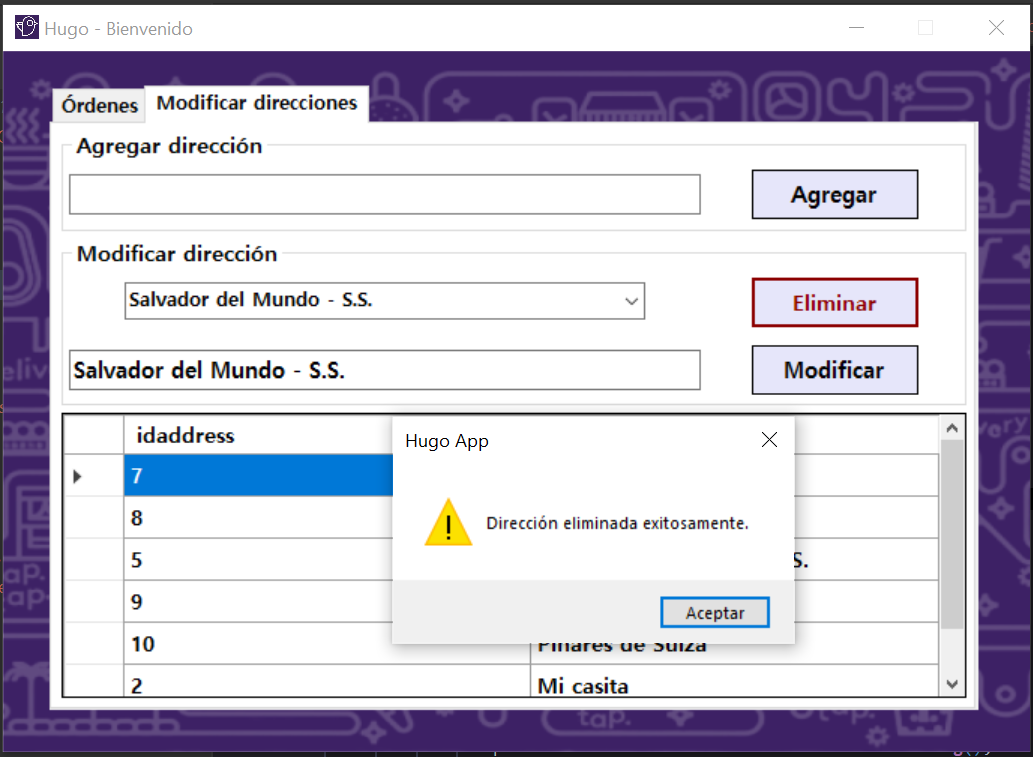 Hugo - Bienvenido
Órdenes
Modificar direcciones
Agregar dirección
Agregar
Modificar dirección
Salvador del Mundo - S.S.
Eliminar
Salvador del Mundo - S.S.
Modificar
idaddress
7
8
5
S.
9
10
Pinares de Suiza
2
Mi casita
Hugo App
Dirección eliminada exitosamente.
Aceptar
tap.